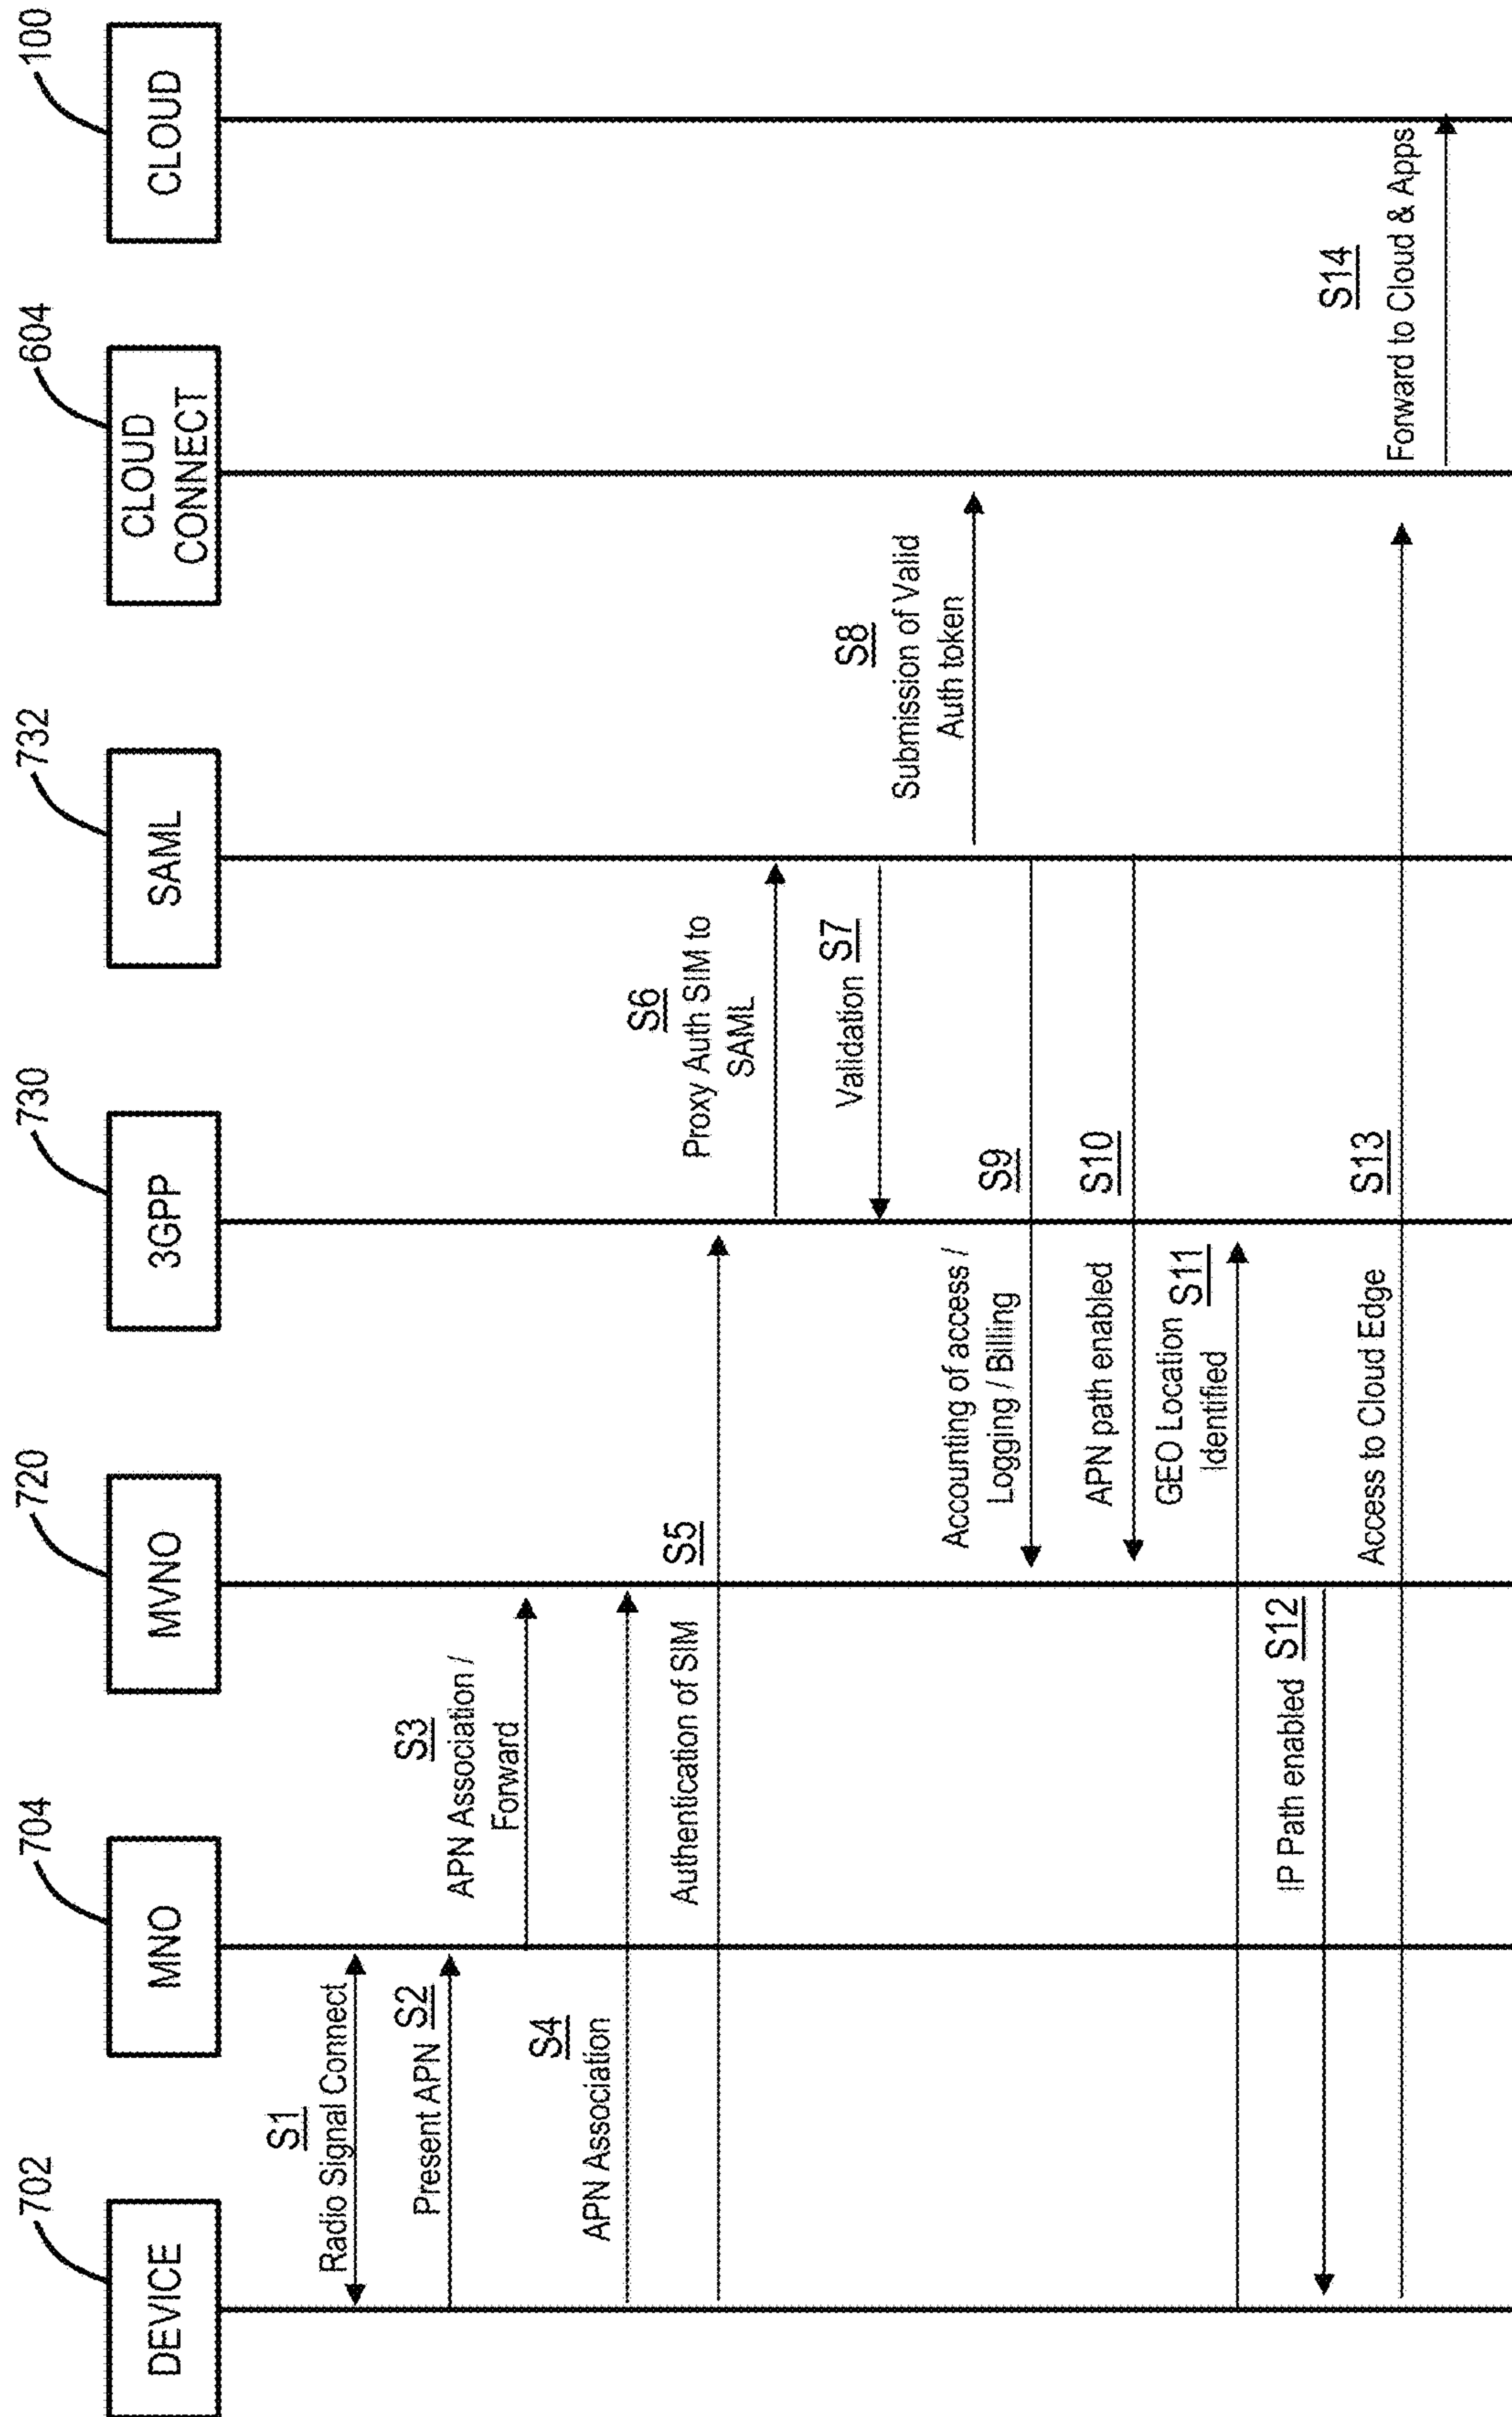 702
DEVICE
704
MNO
720
MVNO
730
3GPP
732
SAML
604
CLOUD
CONNECT
100
CLOUD
S1
Radio Signal Connect
Present APN S2
S3
APN Association /
Forward
S4
APN Association
Authentication of SIM
S5
S6
Proxy Auth SIM to
SAML
Validation S7
S8
Submission of Valid
Auth token
S9
Accounting of access /
Logging / Billing
S10
APN path enabled
GEO Location S11
Identified
IP Path enabled S12
Access to Cloud Edge
S13
S14
Forward to Cloud & Apps